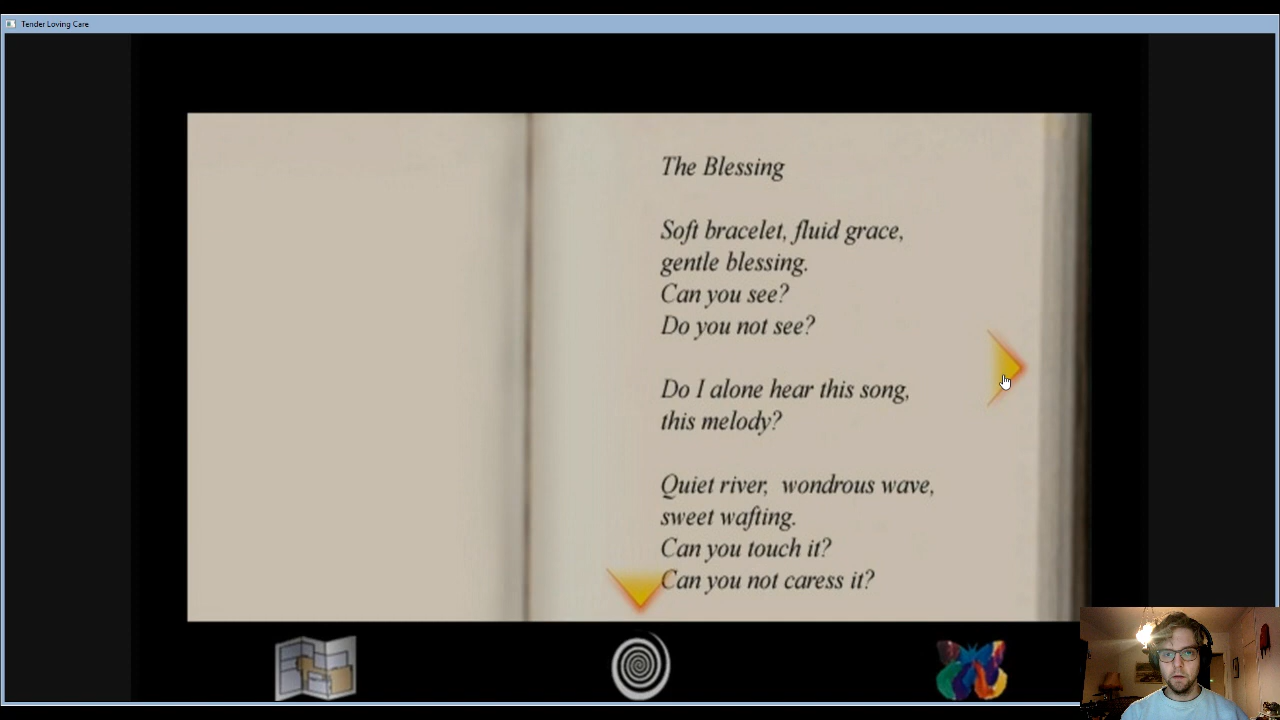 Tender Loving Care
The Blessing
Soft bracelet, fluid grace,
gentle blessing.
Can you see?
Do you not see?
Do I alone hear this song,
this melody?
Quiet river, wondrous wave,
sweet wafting.
Can you touch it?
Can you not caress it?